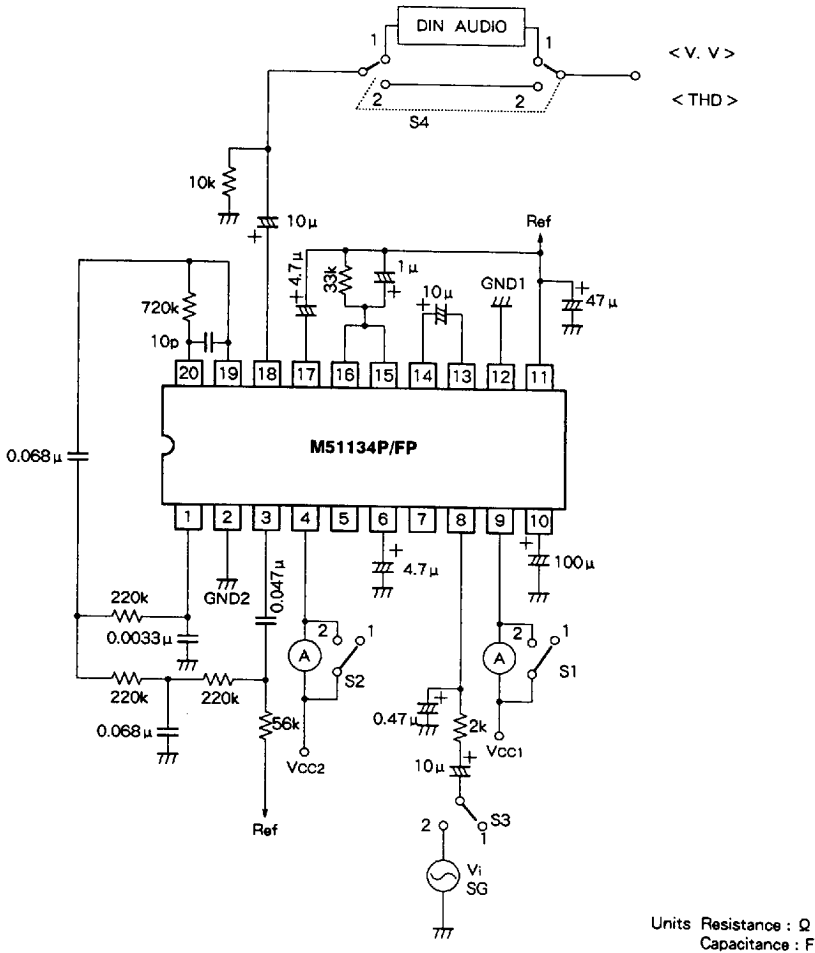 DIN AUDIO
1
1
< V. V >
2
2
< THD >
S4
10k
10μ
+
Ref
4.7μ
+
33k
1μ
+
10μ
+
GND1
+
47μ
720k
10p
20 19 18 17 16 15 14 13 12 11
M51134P/FP
0.068μ
1 2 3 4 5 6 7 8 9 10
+
4.7μ
+
100μ
GND2
0.047μ
220k
0.0033μ
2
1
A
S2
2
1
A
S1
220k
220k
0.068μ
56k
VCC2
+
0.47μ
2k
VCC1
10μ
+
Ref
2
1
S3
Vi
SG
Units Resistance : Ω
Capacitance : F